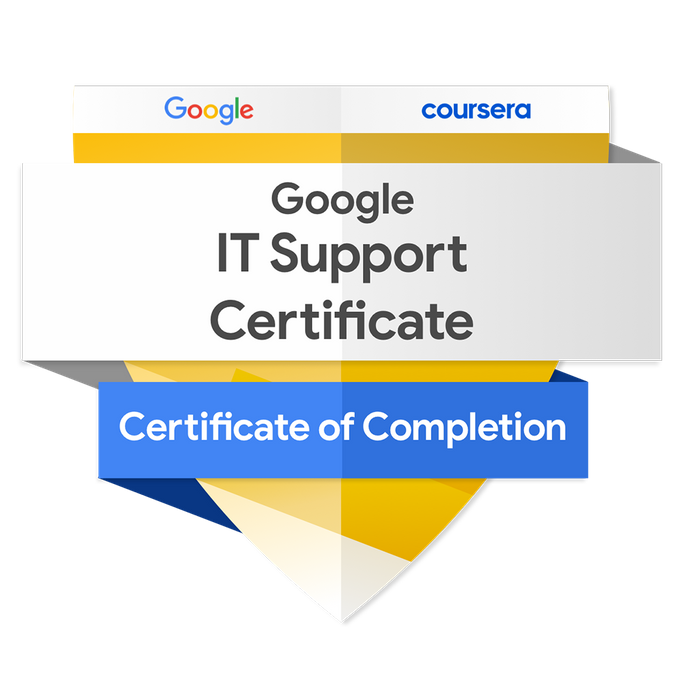 Google coursera
Google
IT Support
Certificate
Certificate of Completion